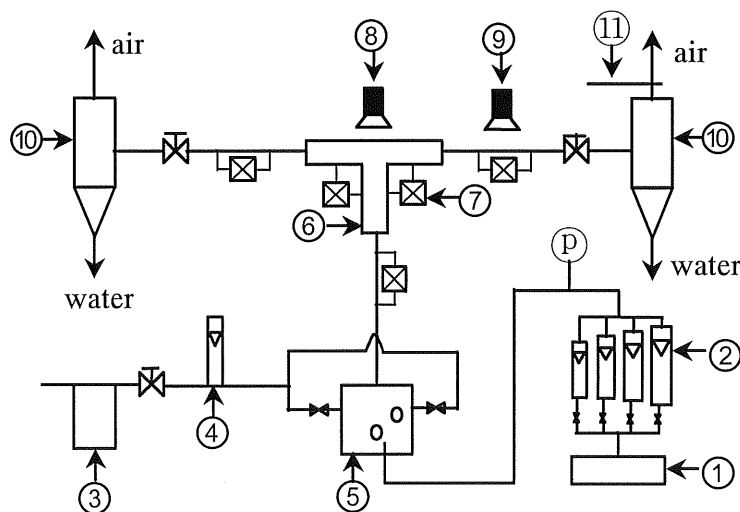 ⑧
⑨
⑪
air
air
⑩
⑩
⑦
⑥
p
water
water
②
④
③
⑤
①